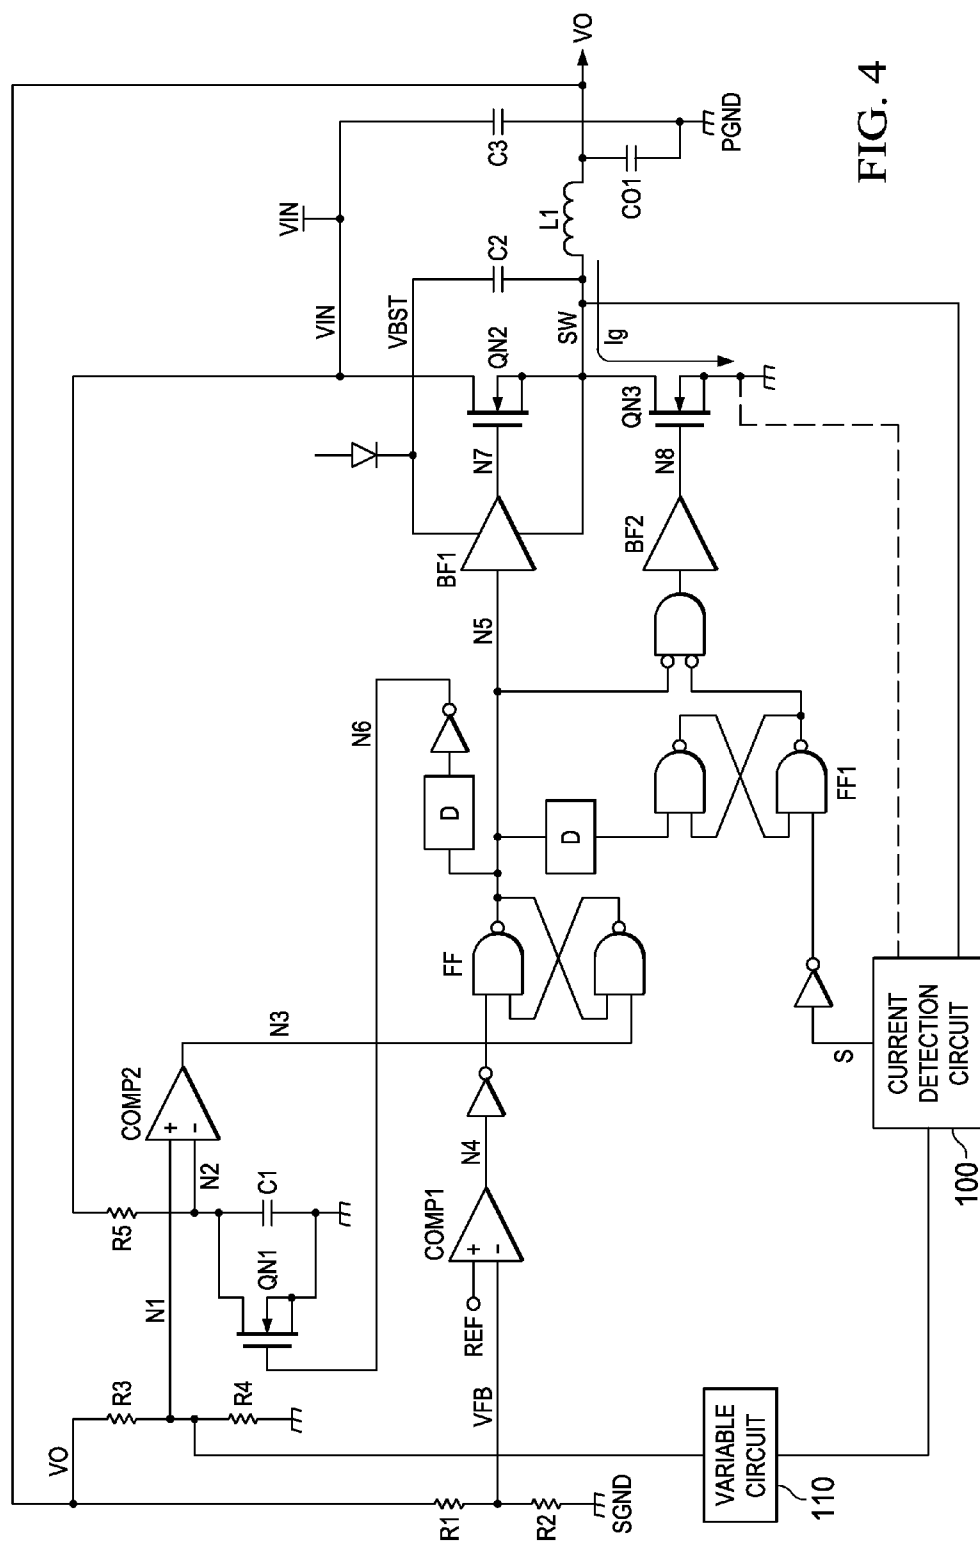 VO
R3
N1
R4
R5
QN1
C1
N2
+
-
COMP2
N3
N6
VIN
VIN
VBST
C3
C2
L1
VO
CO1
PGND
R1
R2
SGND
VFB
REF
+
-
COMP1
N4
FF
D
D
N5
BF1
N7
QN2
SW
Ig
QN3
N8
BF2
FF1
S
VARIABLE
CIRCUIT
110
CURRENT
DETECTION
CIRCUIT
100
FIG. 4